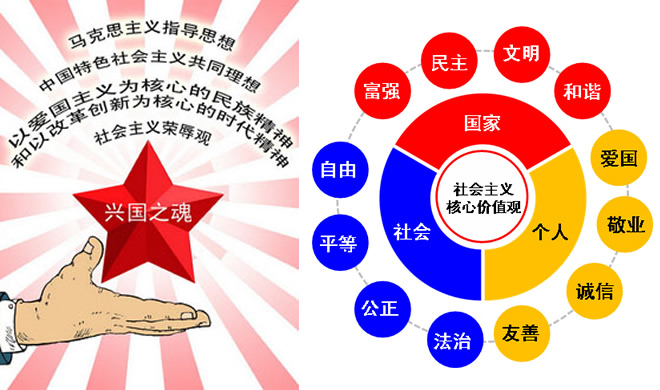 马克思主义指导思想
中国特色社会主义共同理想
以爱国主义为核心的民族精神
和以改革创新为核心的时代精神
社会主义荣辱观
兴国之魂
富强
民主
文明
和谐
国家
自由
平等
公正
法治
社会
社会主义
核心价值观
个人
爱国
敬业
诚信
友善